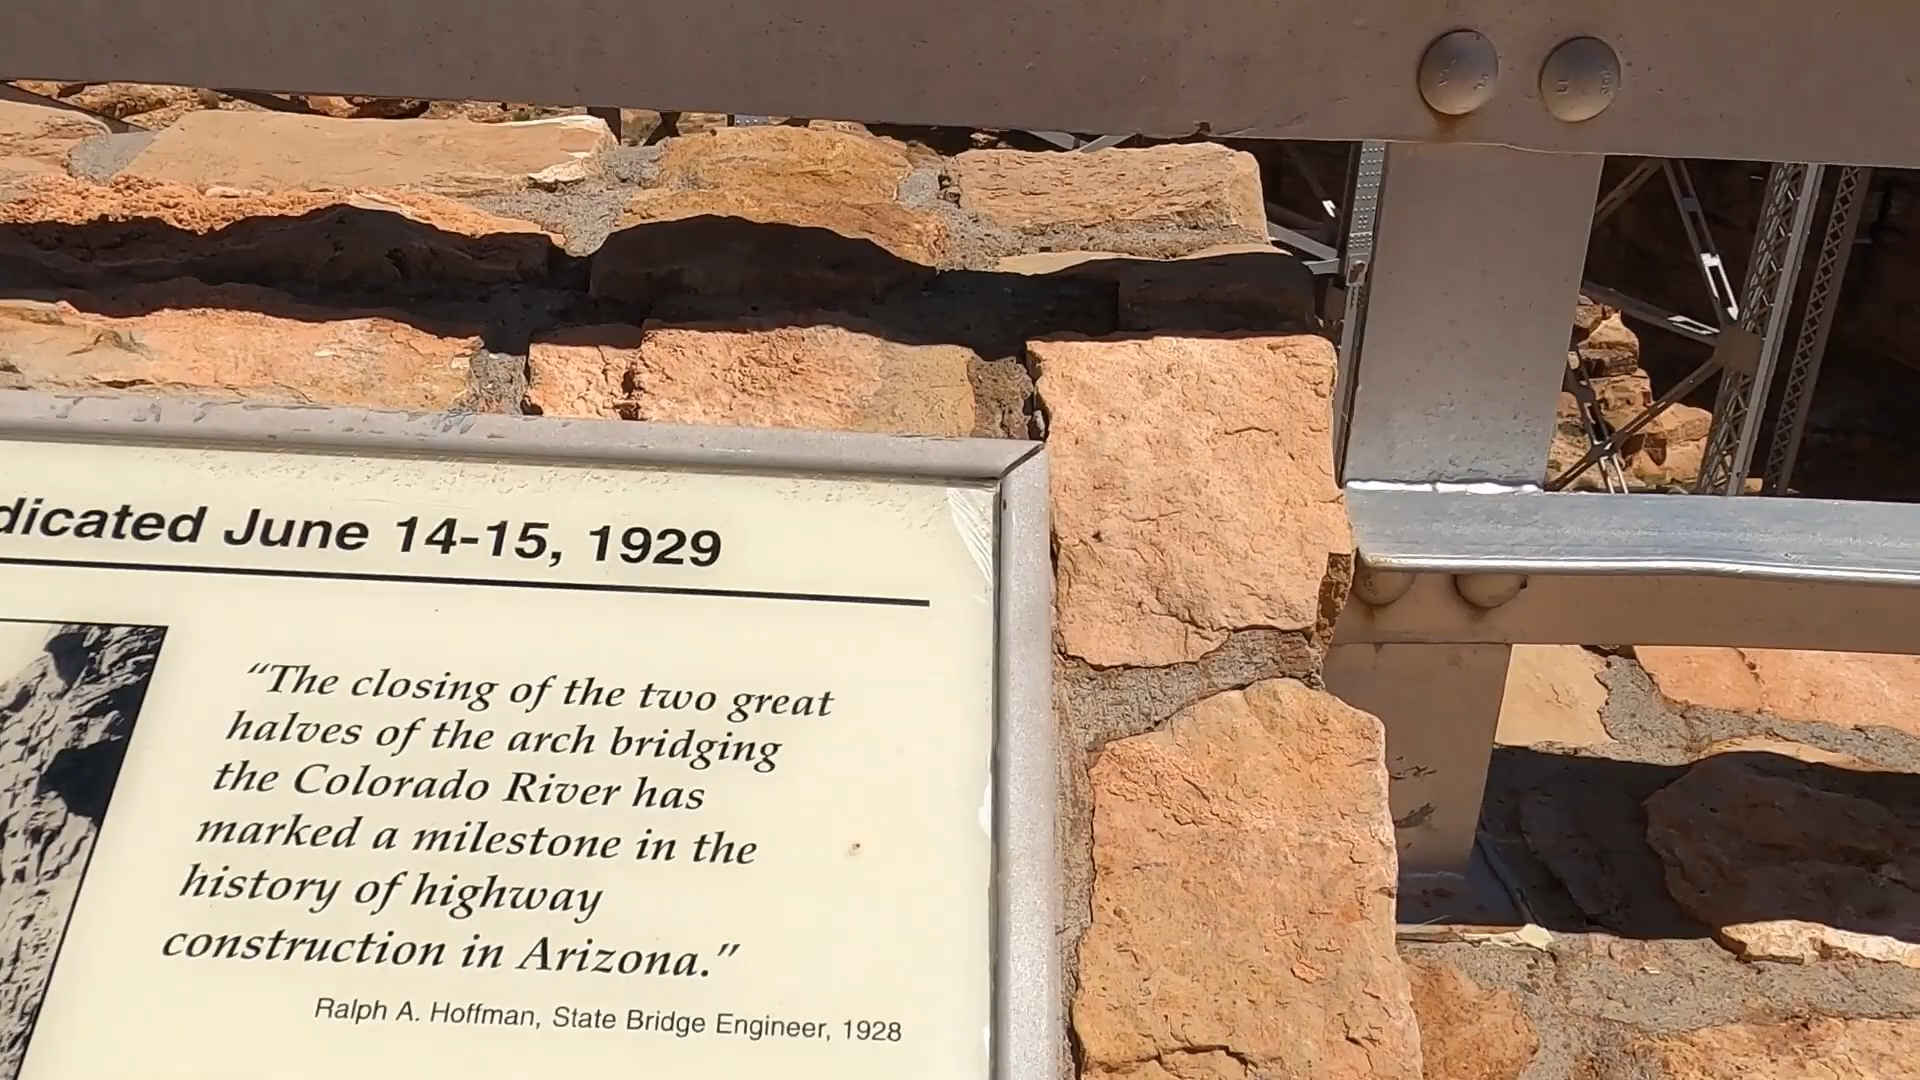 dicated June 14-15, 1929
“The closing of the two great
halves of the arch bridging
the Colorado River has
marked a milestone in the
history of highway
construction in Arizona.”
Ralph A. Hoffman, State Bridge Engineer, 1928